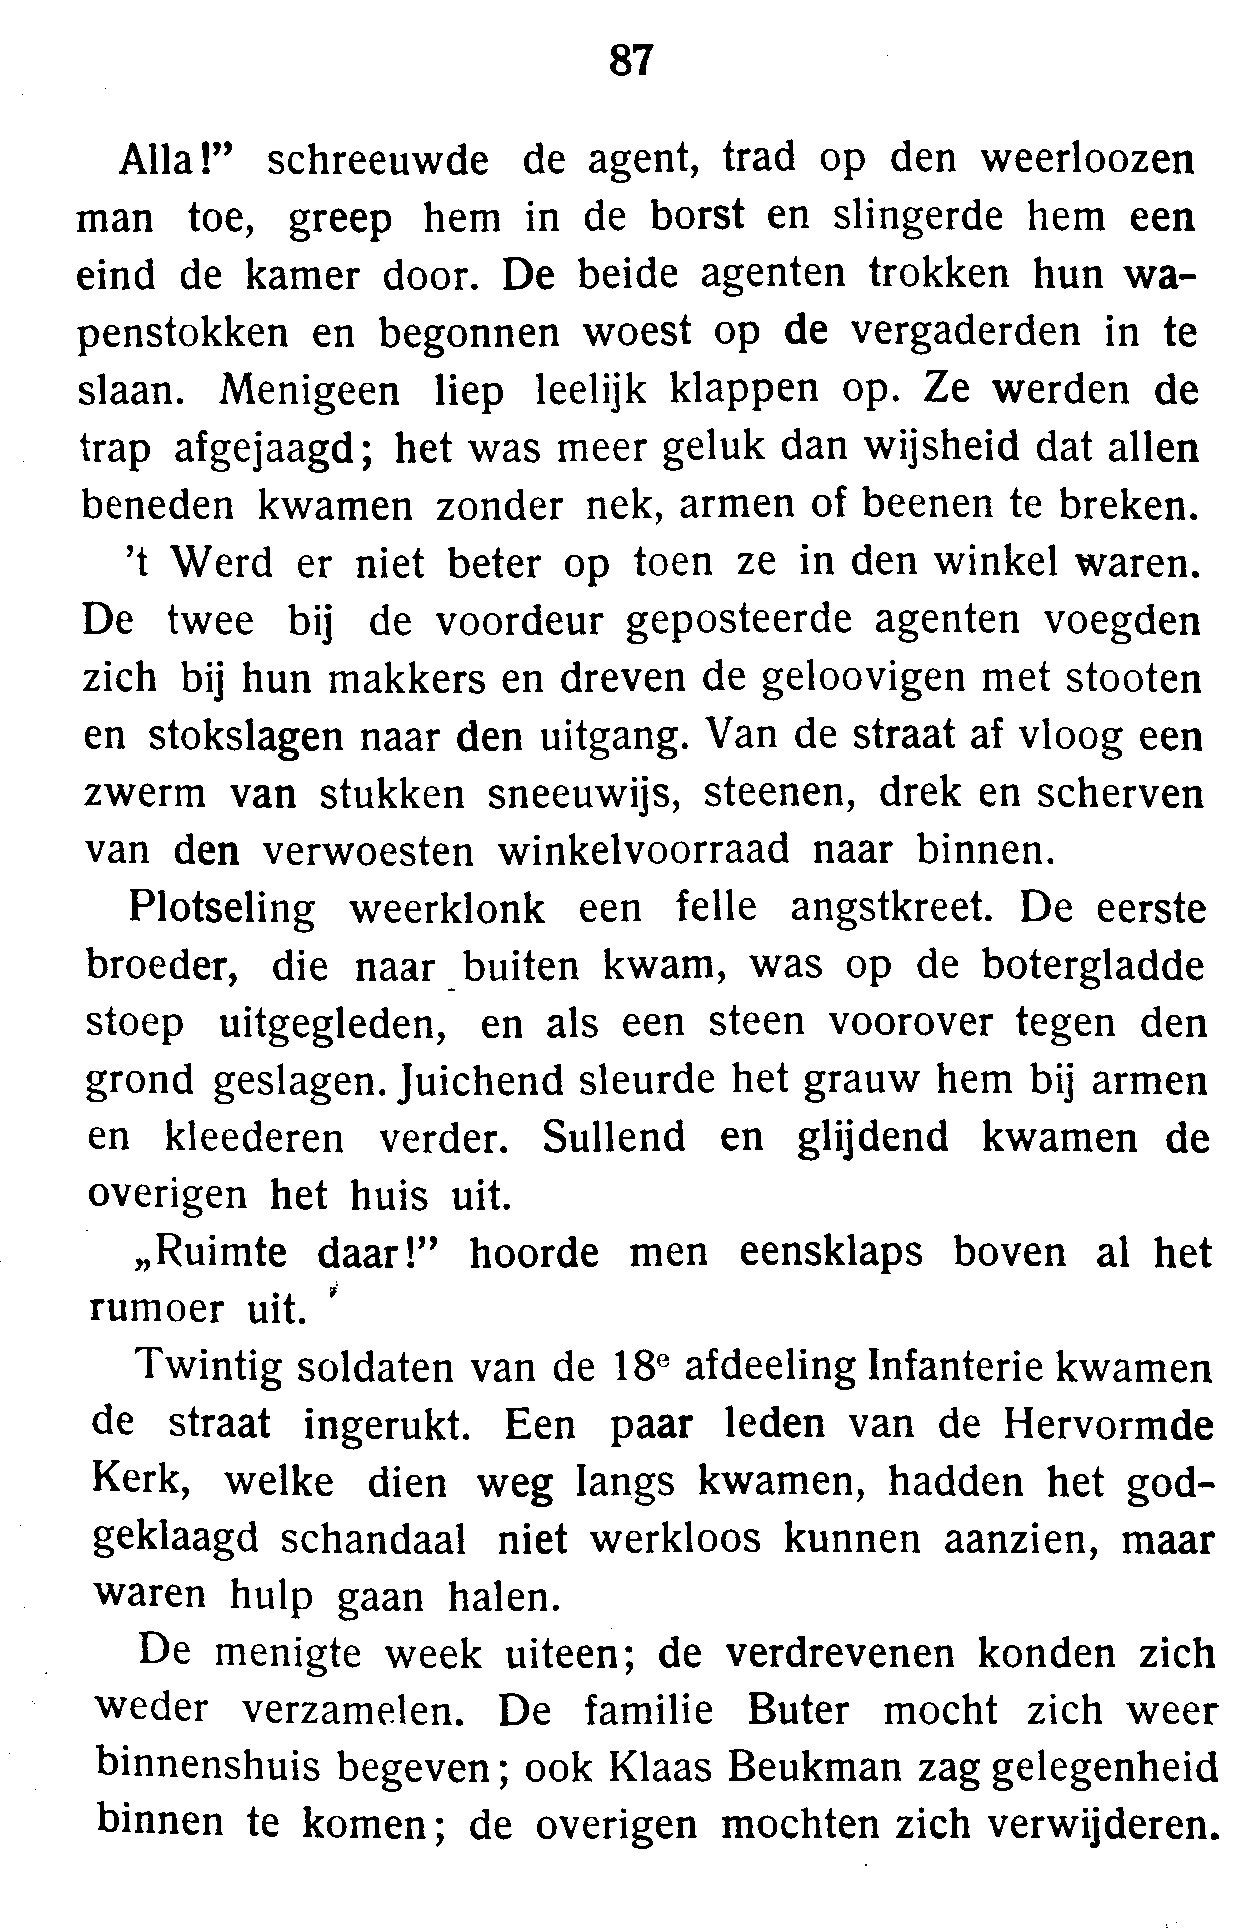 87
Alla!” schreeuwde de agent, trad op den weerloozen
man toe, greep hem in de borst en slingerde hem een
eind de kamer door. De beide agenten trokken hun wa-
penstokken en begonnen woest op de vergaderden in te
slaan. Menigeen liep leelijk klappen op. Ze werden de
trap afgejaagd; het was meer geluk dan wijsheid dat allen
beneden kwamen zonder nek, armen of beenen te breken.
’t Werd er niet beter op toen ze in den winkel waren.
De twee bij de voordeur geposteerde agenten voegden
zich bij hun makkers en dreven de geloovigen met stooten
en stokslagen naar den uitgang. Van de straat af vloog een
zwerm van stukken sneeuwijs, steenen, drek en scherven
van den verwoesten winkelvoorraad naar binnen.
Plotseling weerklonk een felle angstkreet. De eerste
broeder, die naar buiten kwam, was op de botergladde
stoep uitgegleden, en als een steen voorover tegen den
grond geslagen. Juichend sleurde het grauw hem bij armen
en kleederen verder. Sullend en glijdend kwamen de
overigen het huis uit.
„Ruimte daar!” hoorde men eensklaps boven al het
rumoer uit.
Twintig soldaten van de 18e afdeeling Infanterie kwamen
de straat ingerukt. Een paar leden van de Hervormde
Kerk, welke dien weg langs kwamen, hadden het god-
geklaagd schandaal niet werkloos kunnen aanzien, maar
waren hulp gaan halen.
De menigte week uiteen; de verdrevenen konden zich
weder verzamelen. De familie Buter mocht zich weer
binnenshuis begeven; ook Klaas Beukman zag gelegenheid
binnen te komen; de overigen mochten zich verwijderen.